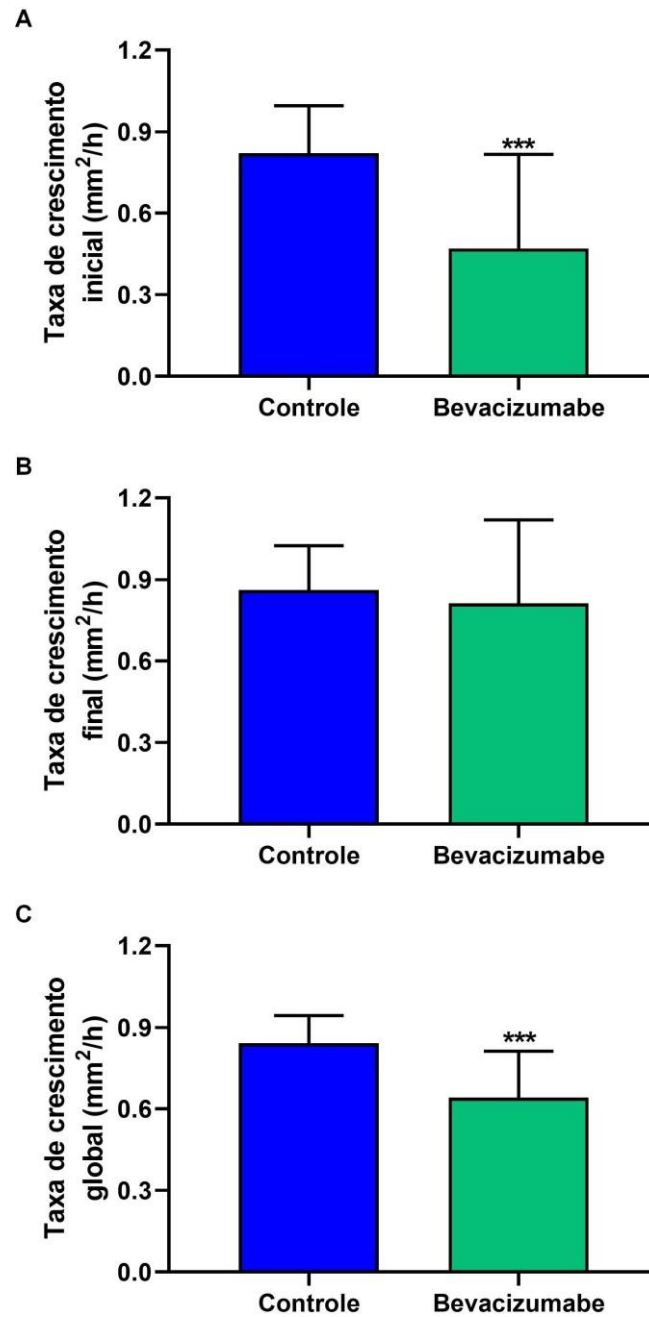 A
Taxa de crescimento
inicial (mm²/h)
1.2
0.9
0.6
0.3
0.0
***
Controle
Bevacizumabe
B
Taxa de crescimento
final (mm²/h)
1.2
0.9
0.6
0.3
0.0
Controle
Bevacizumabe
C
Taxa de crescimento
global (mm²/h)
1.2
0.9
0.6
0.3
0.0
***
Controle
Bevacizumabe